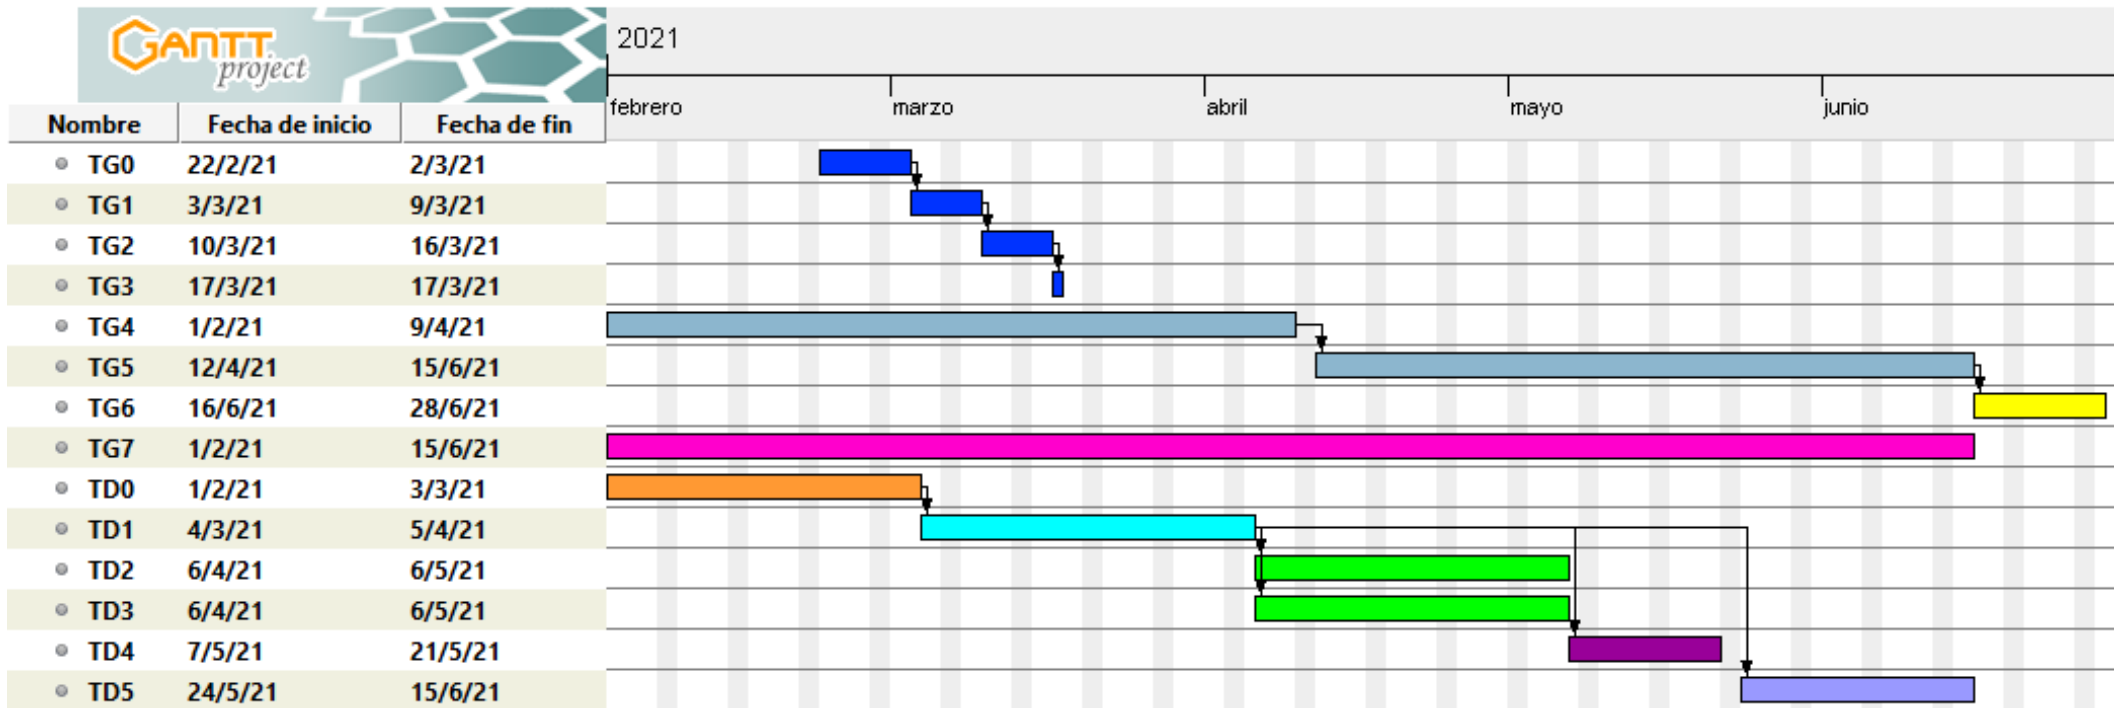 GANTT
project
2021
febrero marzo abril mayo junio
Nombre Fecha de inicio Fecha de fin
TG0 22/2/21 2/3/21
TG1 3/3/21 9/3/21
TG2 10/3/21 16/3/21
TG3 17/3/21 17/3/21
TG4 1/2/21 9/4/21
TG5 12/4/21 15/6/21
TG6 16/6/21 28/6/21
TG7 1/2/21 15/6/21
TD0 1/2/21 3/3/21
TD1 4/3/21 5/4/21
TD2 6/4/21 6/5/21
TD3 6/4/21 6/5/21
TD4 7/5/21 21/5/21
TD5 24/5/21 15/6/21